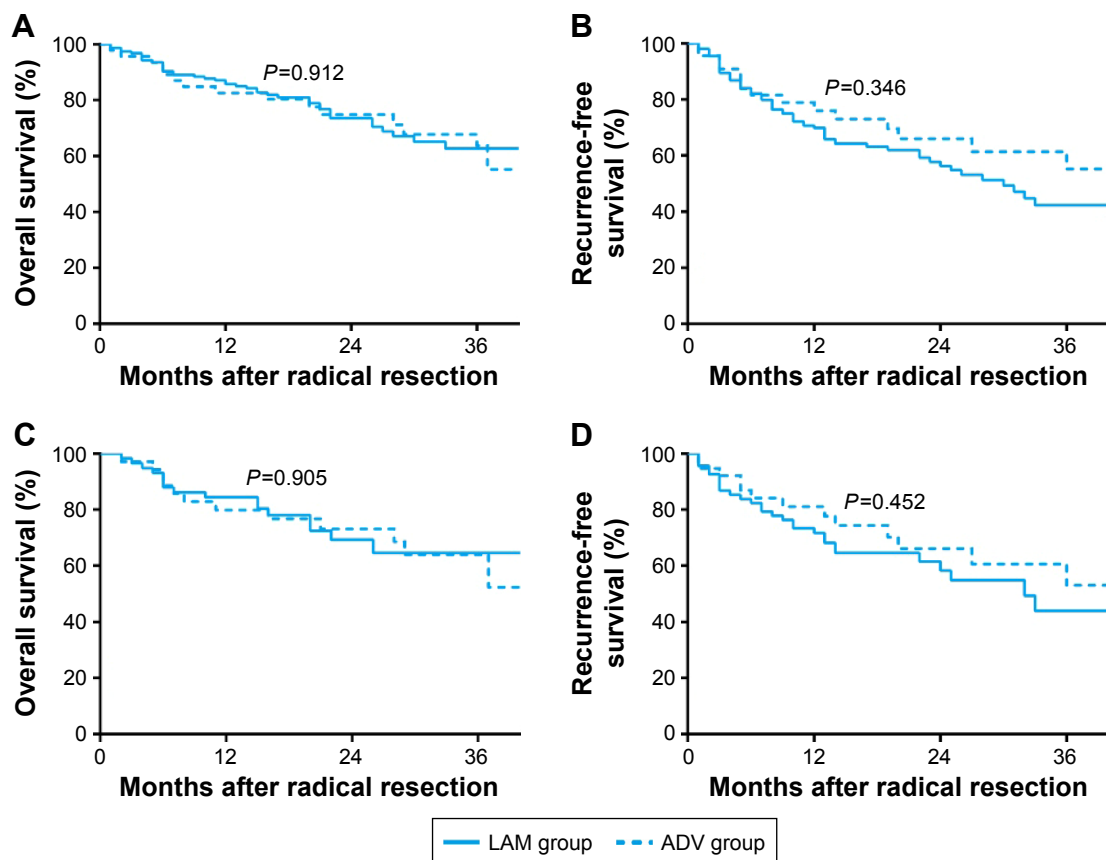 A
Overall survival (%)
100
80
60
40
20
0
P=0.912
0 12 24 36
Months after radical resection
B
Recurrence-free
survival (%)
100
80
60
40
20
0
P=0.346
0 12 24 36
Months after radical resection
C
Overall survival (%)
100
80
60
40
20
0
P=0.905
0 12 24 36
Months after radical resection
D
Recurrence-free
survival (%)
100
80
60
40
20
0
P=0.452
0 12 24 36
Months after radical resection
LAM group ADV group